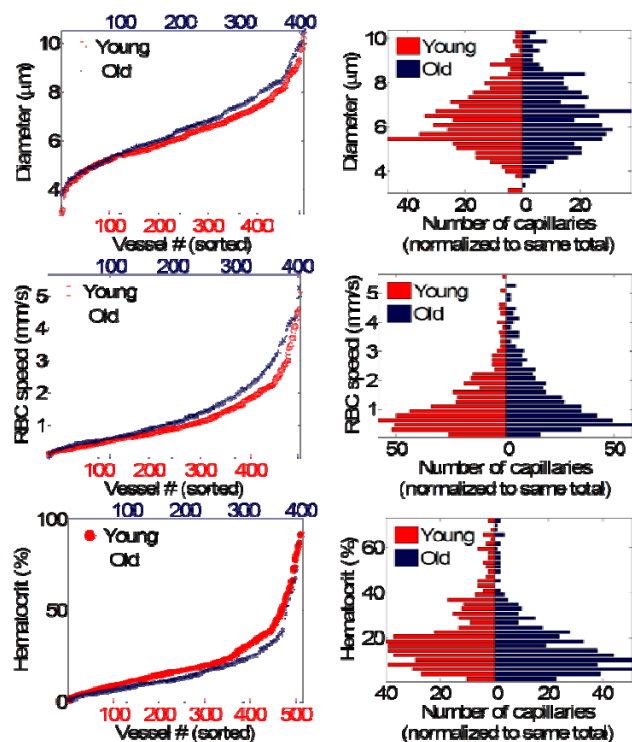 100 200 300 400
10
8
6
4
Diameter (µm)
Young
Old
100 200 300 400
Vessel # (sorted)
10
8
6
4
Diameter (µm)
Young
Old
40 20 0 20
Number of capillaries
(normalized to same total)
100 200 300 400
5
4
3
2
1
RBC speed (mm/s)
Young
Old
100 200 300 400
Vessel # (sorted)
5
4
3
2
1
RBC speed (mm/s)
Young
Old
50 0 50
Number of capillaries
(normalized to same total)
100 200 300 400
100
50
0
Hematocrit (%)
Young
Old
100 200 300 400 500
Vessel # (sorted)
60
40
20
Hematocrit (%)
Young
Old
40 20 0 20 40
Number of capillaries
(normalized to same total)